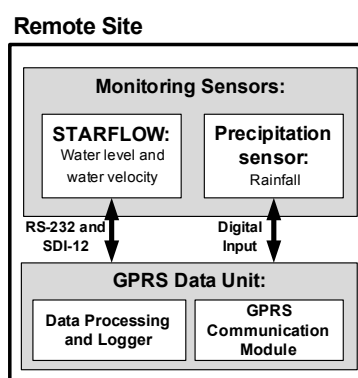 Remote Site
Monitoring Sensors:
STARFLOW:
Water level and
water velocity
Precipitation
sensor:
Rainfall
RS-232 and
SDI-12
Digital
Input
GPRS Data Unit:
Data Processing
and Logger
GPRS
Communication
Module